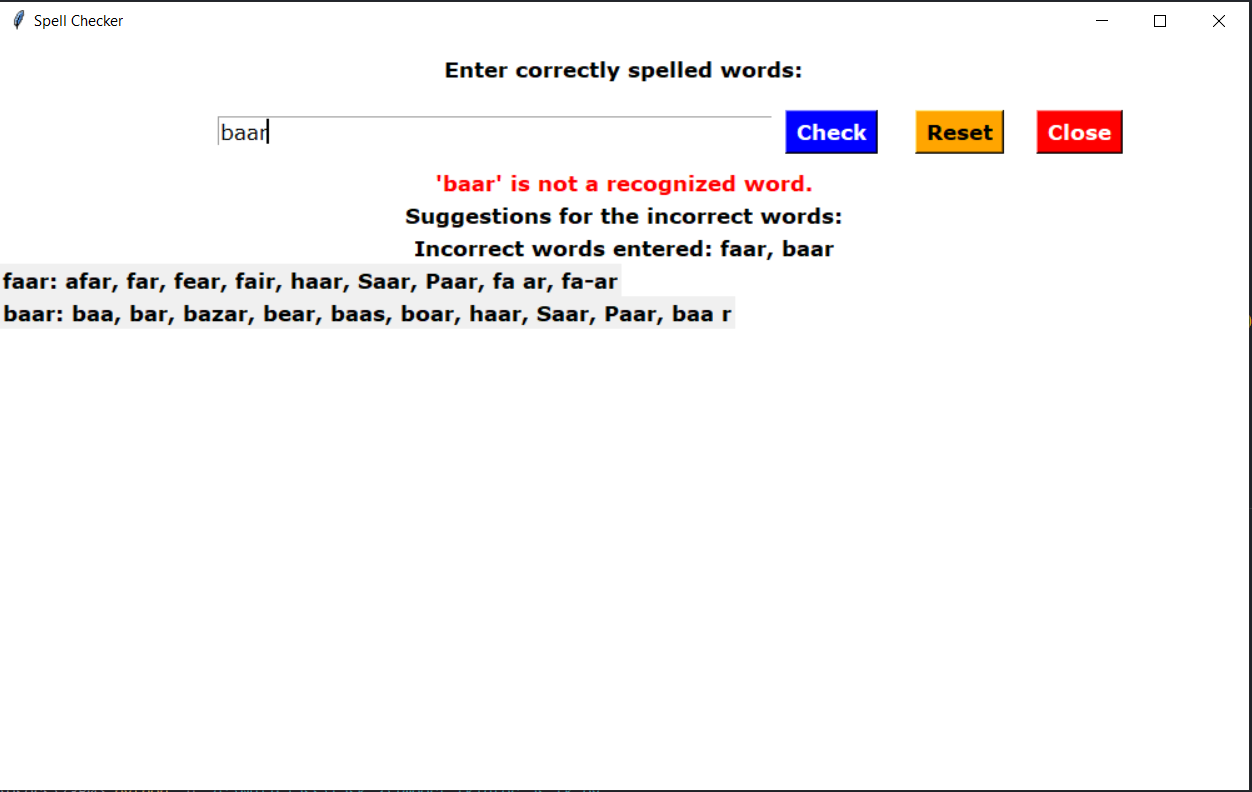 Spell Checker
Enter correctly spelled words:
baar Check Reset Close
'baar' is not a recognized word.
Suggestions for the incorrect words:
Incorrect words entered: faar, baar
faar: afar, far, fear, fair, haar, Saar, Paar, fa ar, fa-ar
baar: baa, bar, bazar, bear, baas, boar, haar, Saar, Paar, baa r